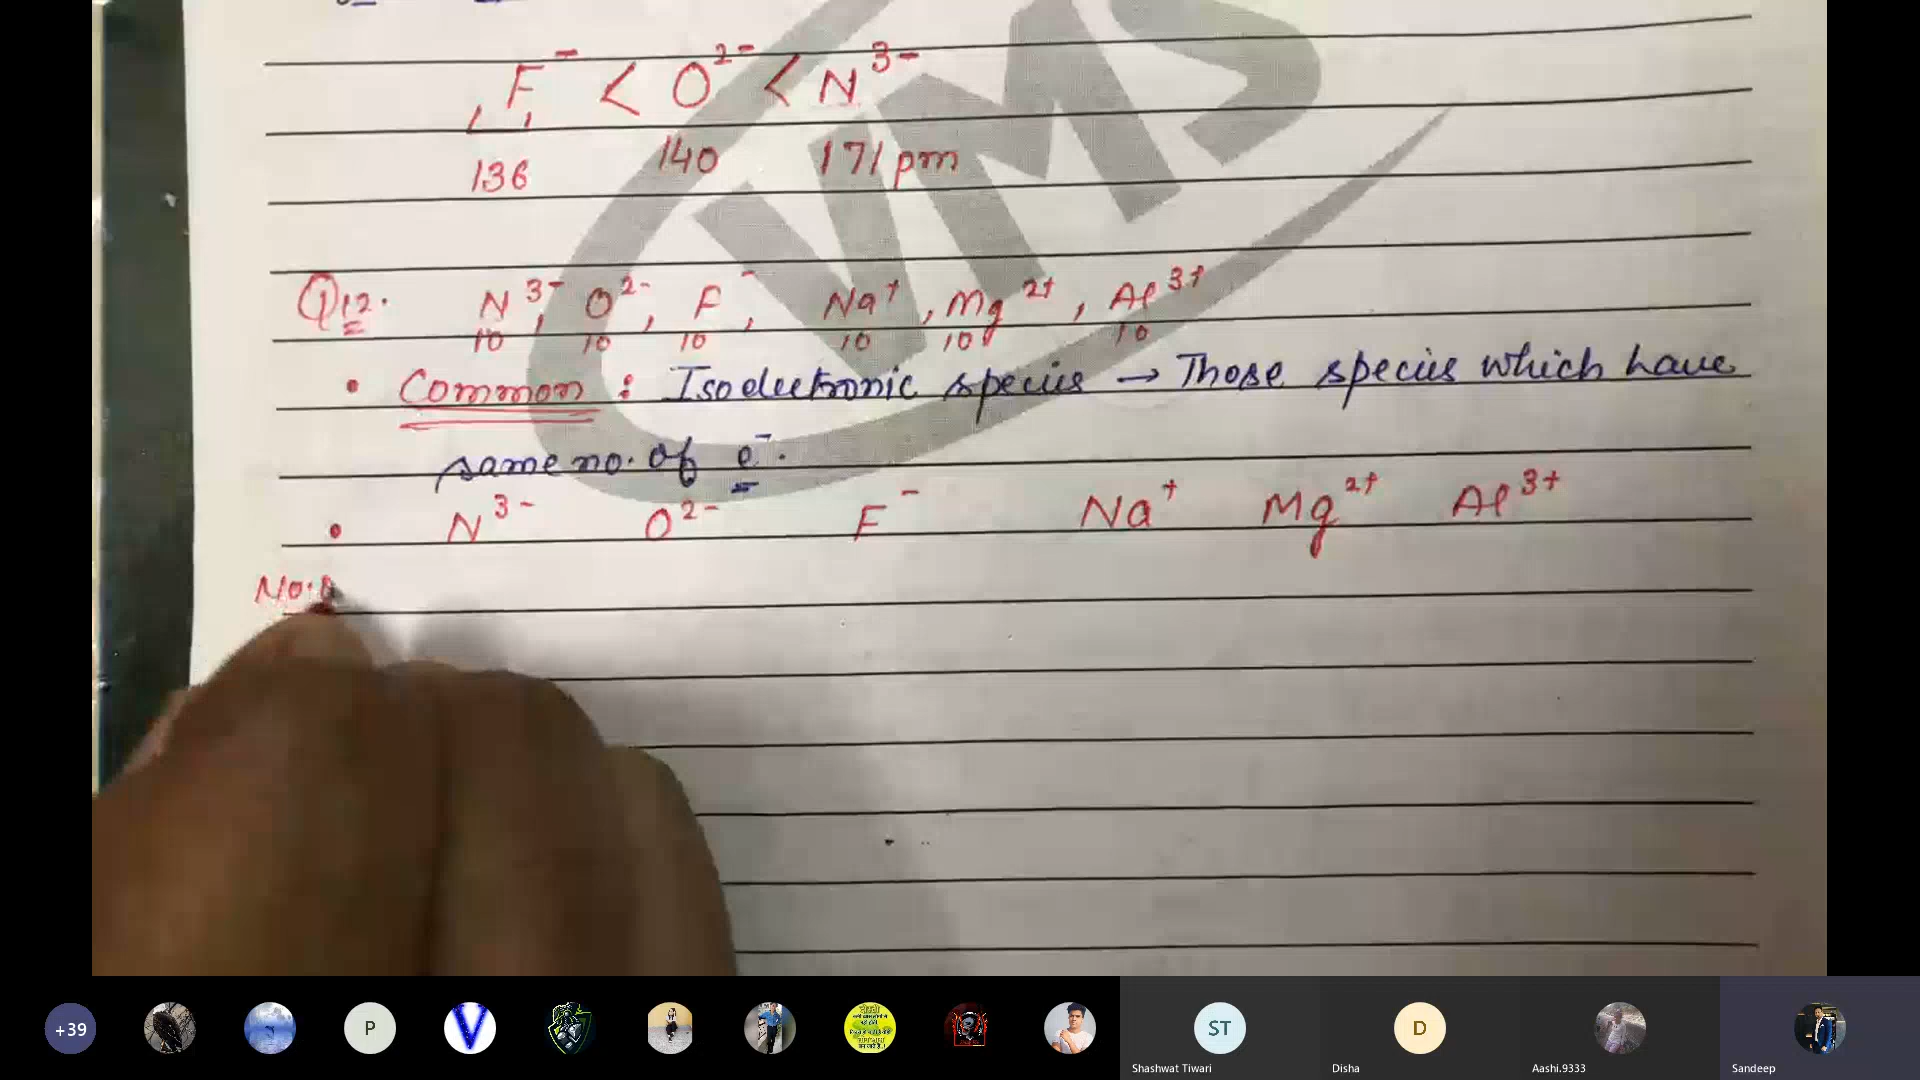 F⁻ < O²⁻ < N³⁻
136 140 171 pm
VMS
Q12. N³⁻, O²⁻, F⁻, Na⁺, Mg²⁺, Al³⁺
10 10 10 10 10 10
• Common : Isoelectronic species → Those species which have
same no. of e⁻.
• N³⁻ O²⁻ F⁻ Na⁺ Mg²⁺ Al³⁺
No.
+39
P
V
ST
D
Shashwat Tiwari
Disha
Aashi.9333
Sandeep